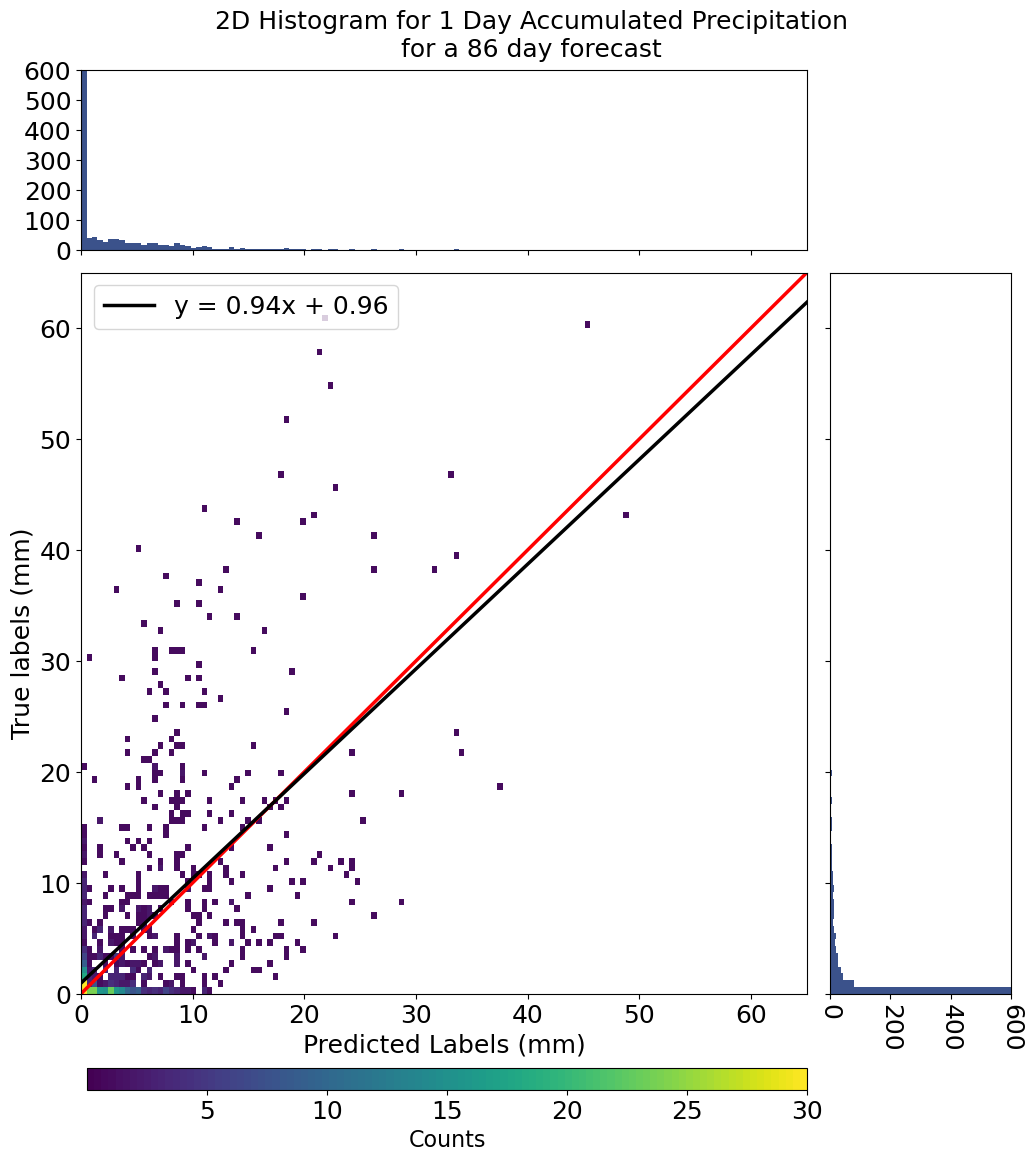 2D Histogram for 1 Day Accumulated Precipitation
for a 86 day forecast
600
500
400
300
200
100
0
y = 0.94x + 0.96
60
50
40
30
20
10
0
True labels (mm)
0 10 20 30 40 50 60
Predicted Labels (mm)
0 200 400 600
5 10 15 20 25 30
Counts